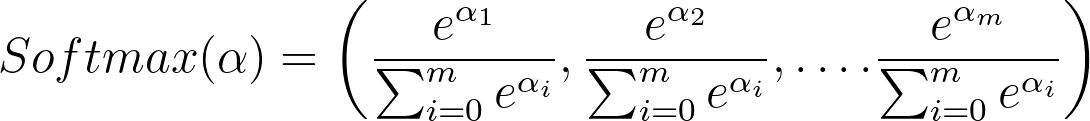 Softmax(α) = ( e^{α_1} / ∑_{i=0}^{m} e^{α_i} , e^{α_2} / ∑_{i=0}^{m} e^{α_i} , . . . . e^{α_m} / ∑_{i=0}^{m} e^{α_i} )